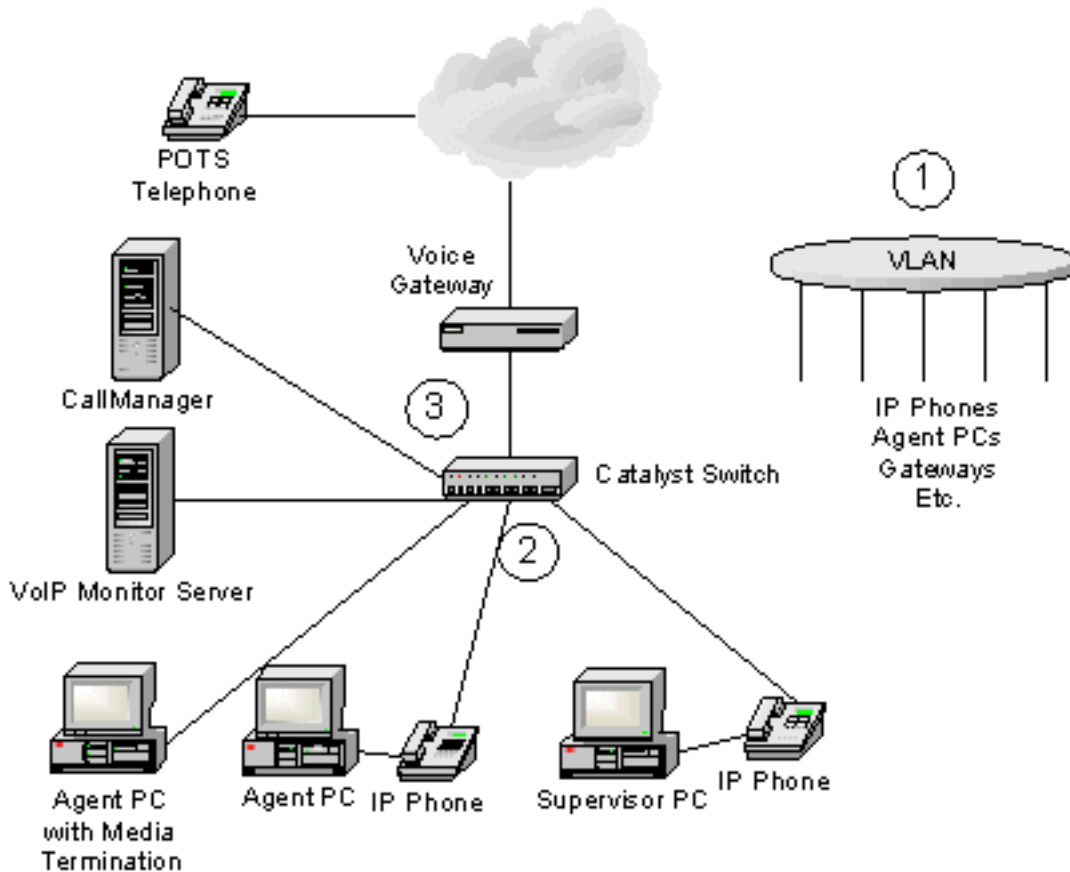 POTS
Telephone
1
VLAN
Voice
Gateway
CallManager
3
IP Phones
Agent PCs
Gateways
Etc.
Catalyst Switch
2
VoIP Monitor Server
Agent PC
with Media
Termination
Agent PC
IP Phone
Supervisor PC
IP Phone